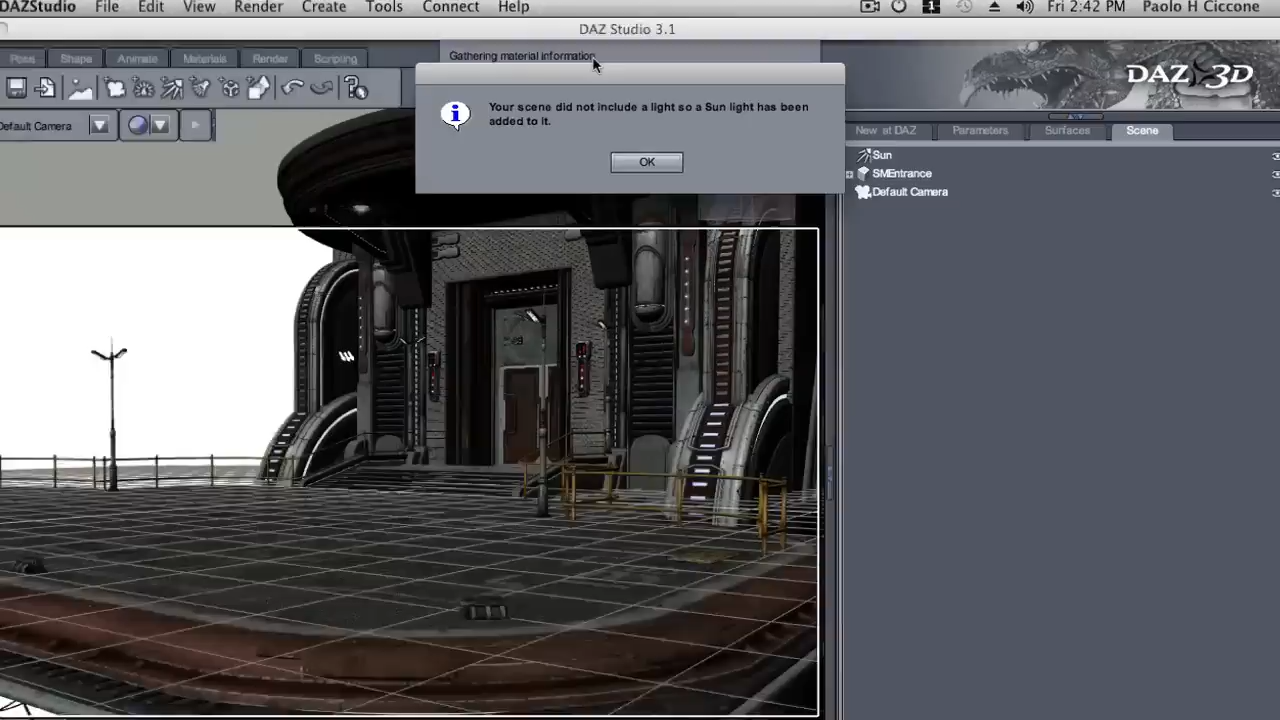 DAZStudio File Edit View Render Create Tools Connect Help 1 Fri 2:42 PM Paolo H Ciccone
DAZ Studio 3.1
Pose Shape Animate Materials Render Scripting
Gathering material information
DAZ 3D
Your scene did not include a light so a Sun light has been
added to it.
OK
Default Camera
New at DAZ Parameters Surfaces Scene
Sun
SMEntrance
Default Camera